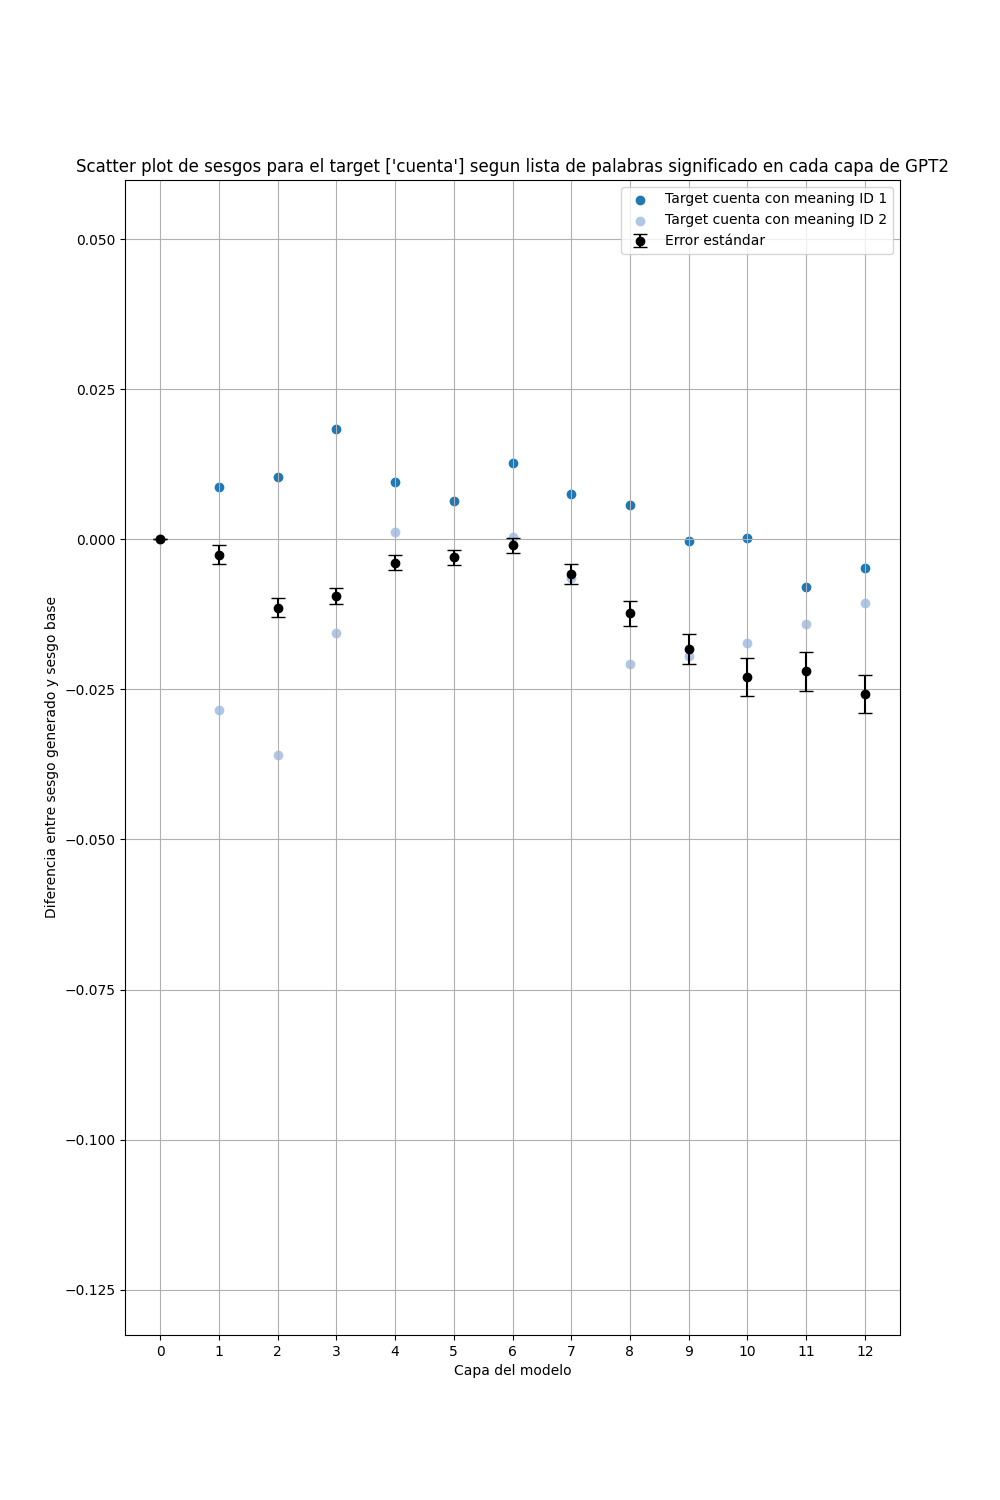 Scatter plot de sesgos para el target ['cuenta'] segun lista de palabras significado en cada capa de GPT2
Target cuenta con meaning ID 1
Target cuenta con meaning ID 2
Error estándar
0.050
0.025
0.000
−0.025
−0.050
−0.075
−0.100
−0.125
Diferencia entre sesgo generado y sesgo base
0 1 2 3 4 5 6 7 8 9 10 11 12
Capa del modelo